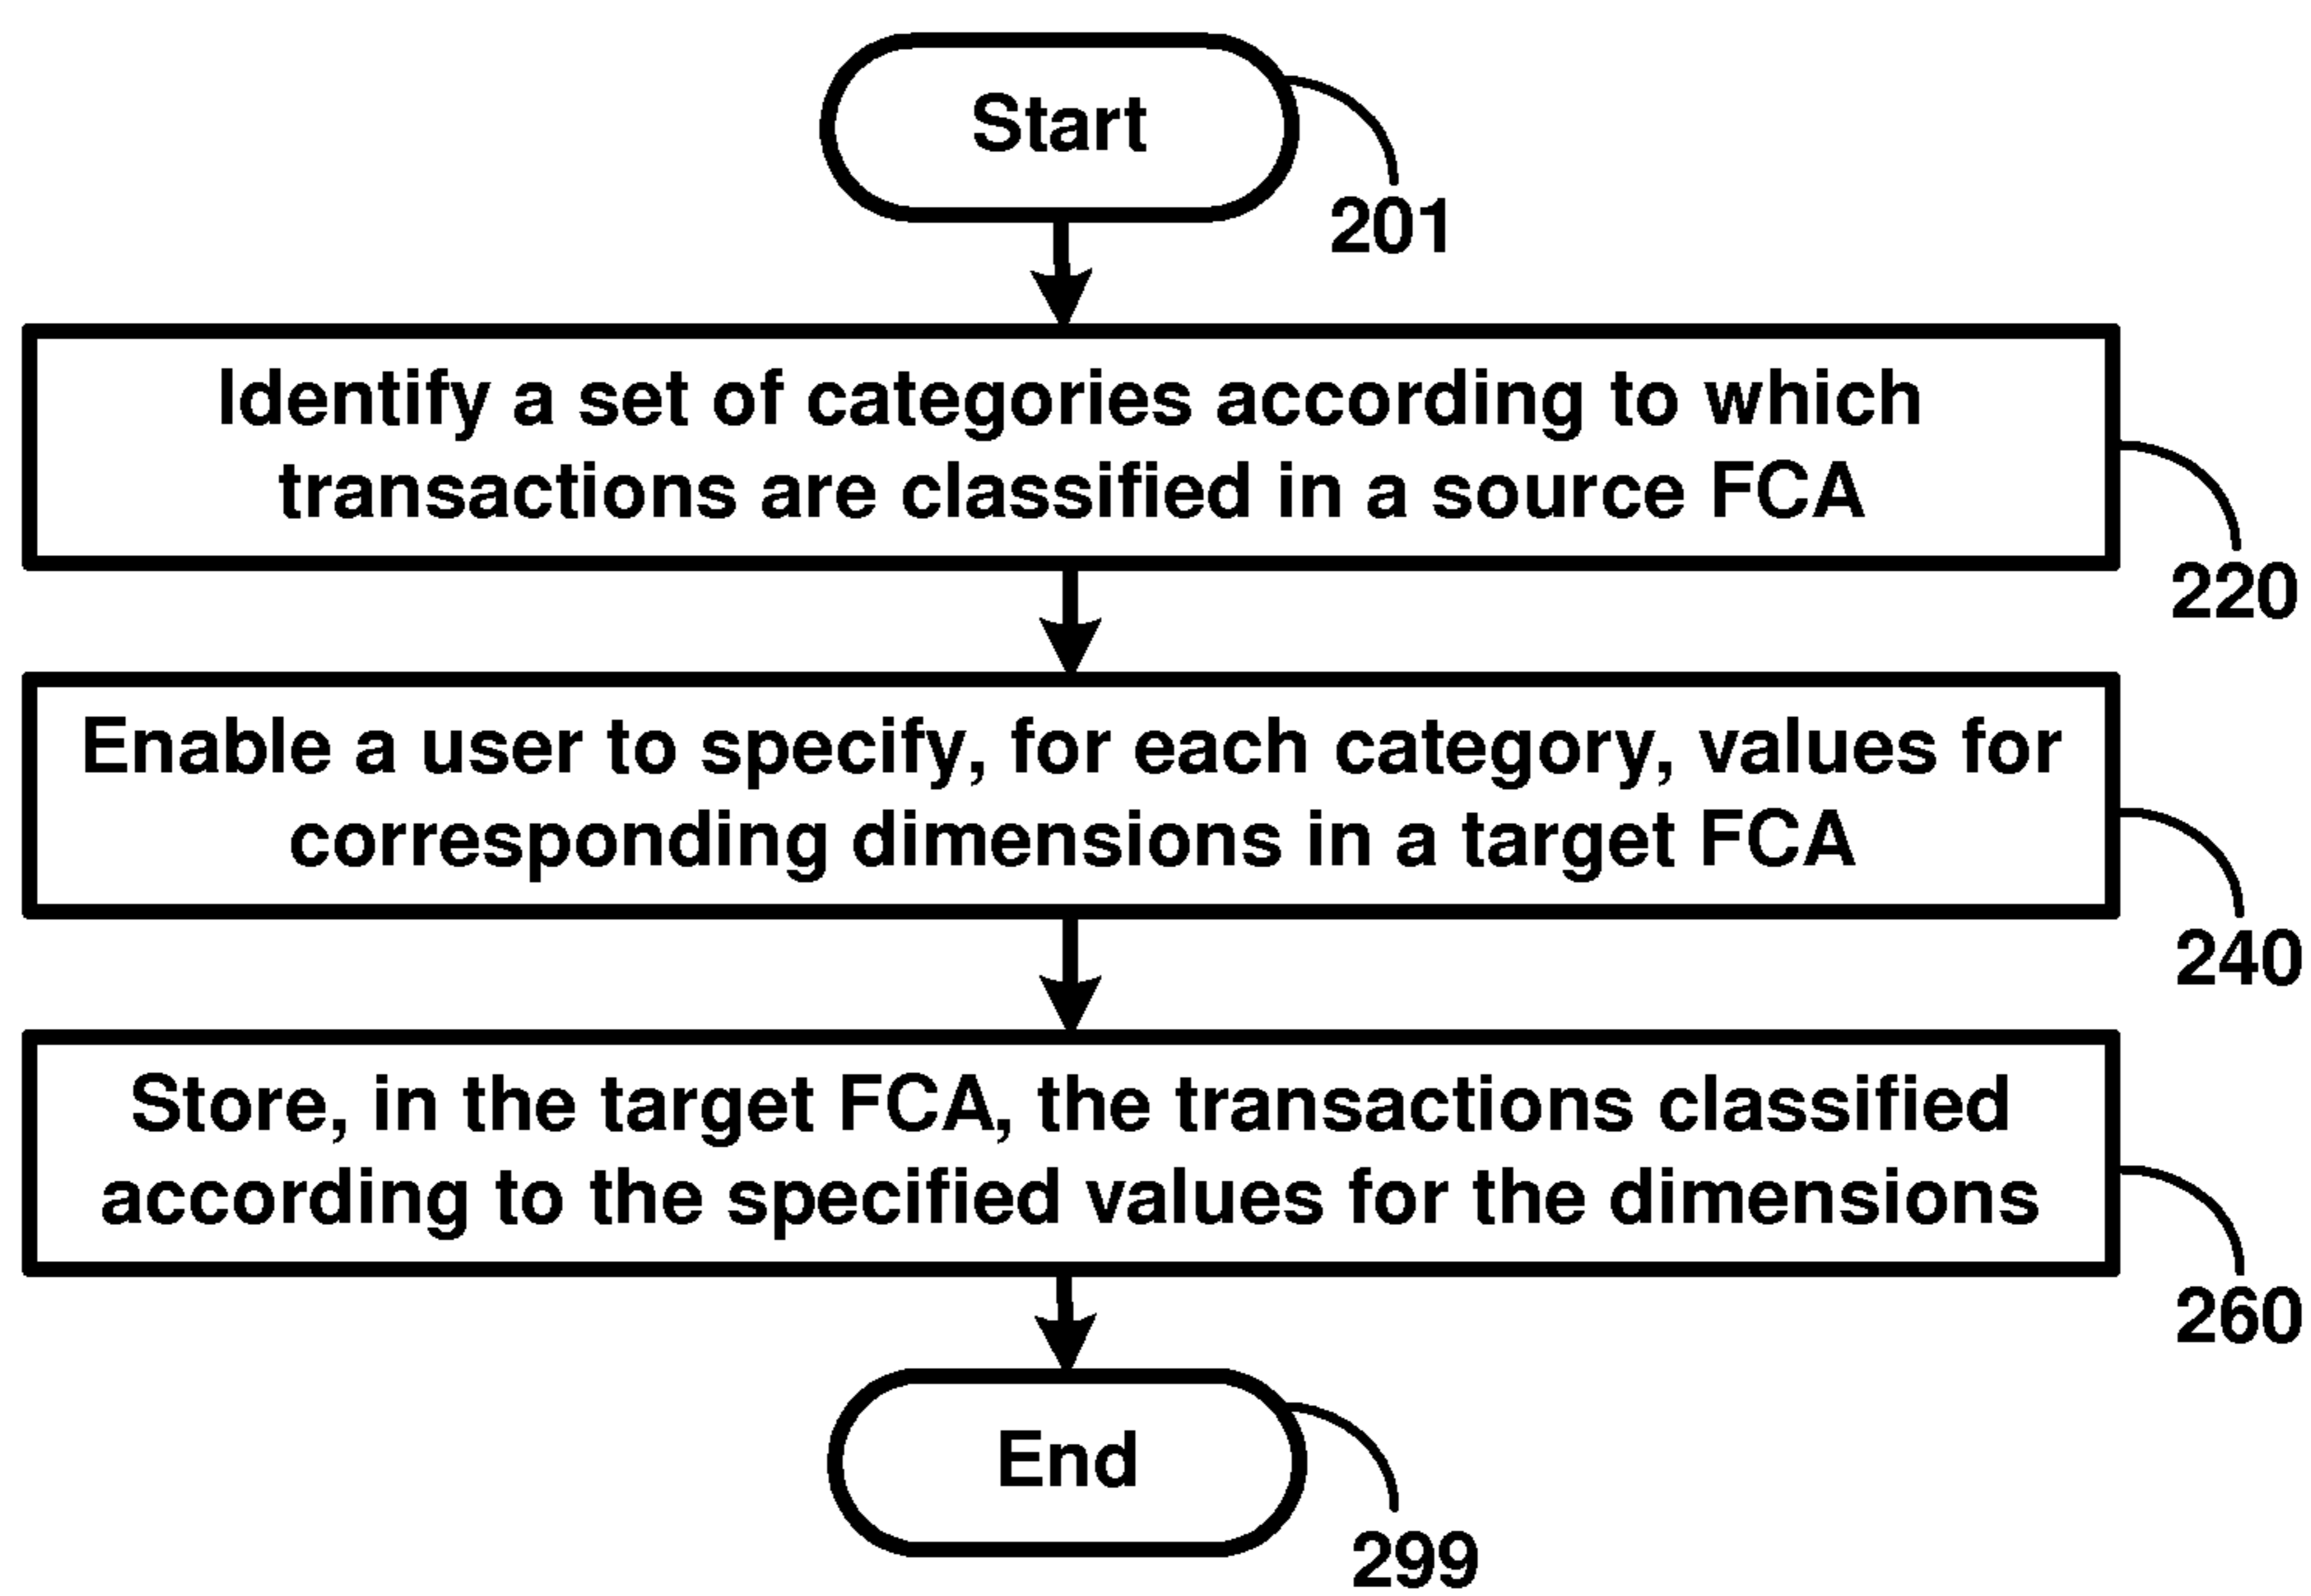 Start
201
Identify a set of categories according to which
transactions are classified in a source FCA
220
Enable a user to specify, for each category, values for
corresponding dimensions in a target FCA
240
Store, in the target FCA, the transactions classified
according to the specified values for the dimensions
260
End
299